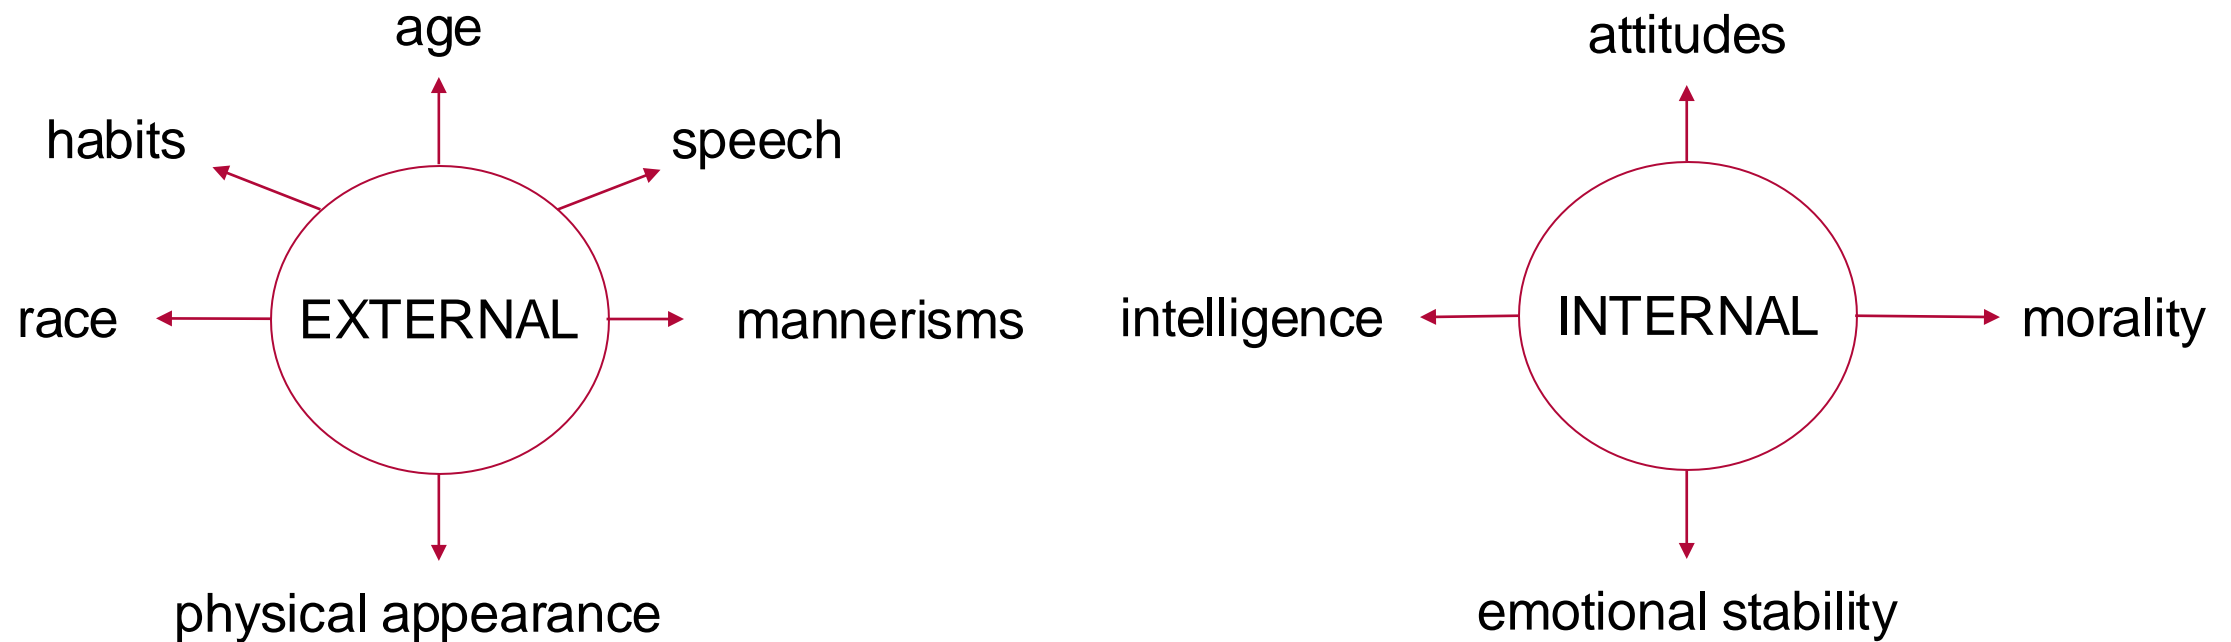 age
habits
speech
race
EXTERNAL
mannerisms
physical appearance
attitudes
intelligence
INTERNAL
morality
emotional stability